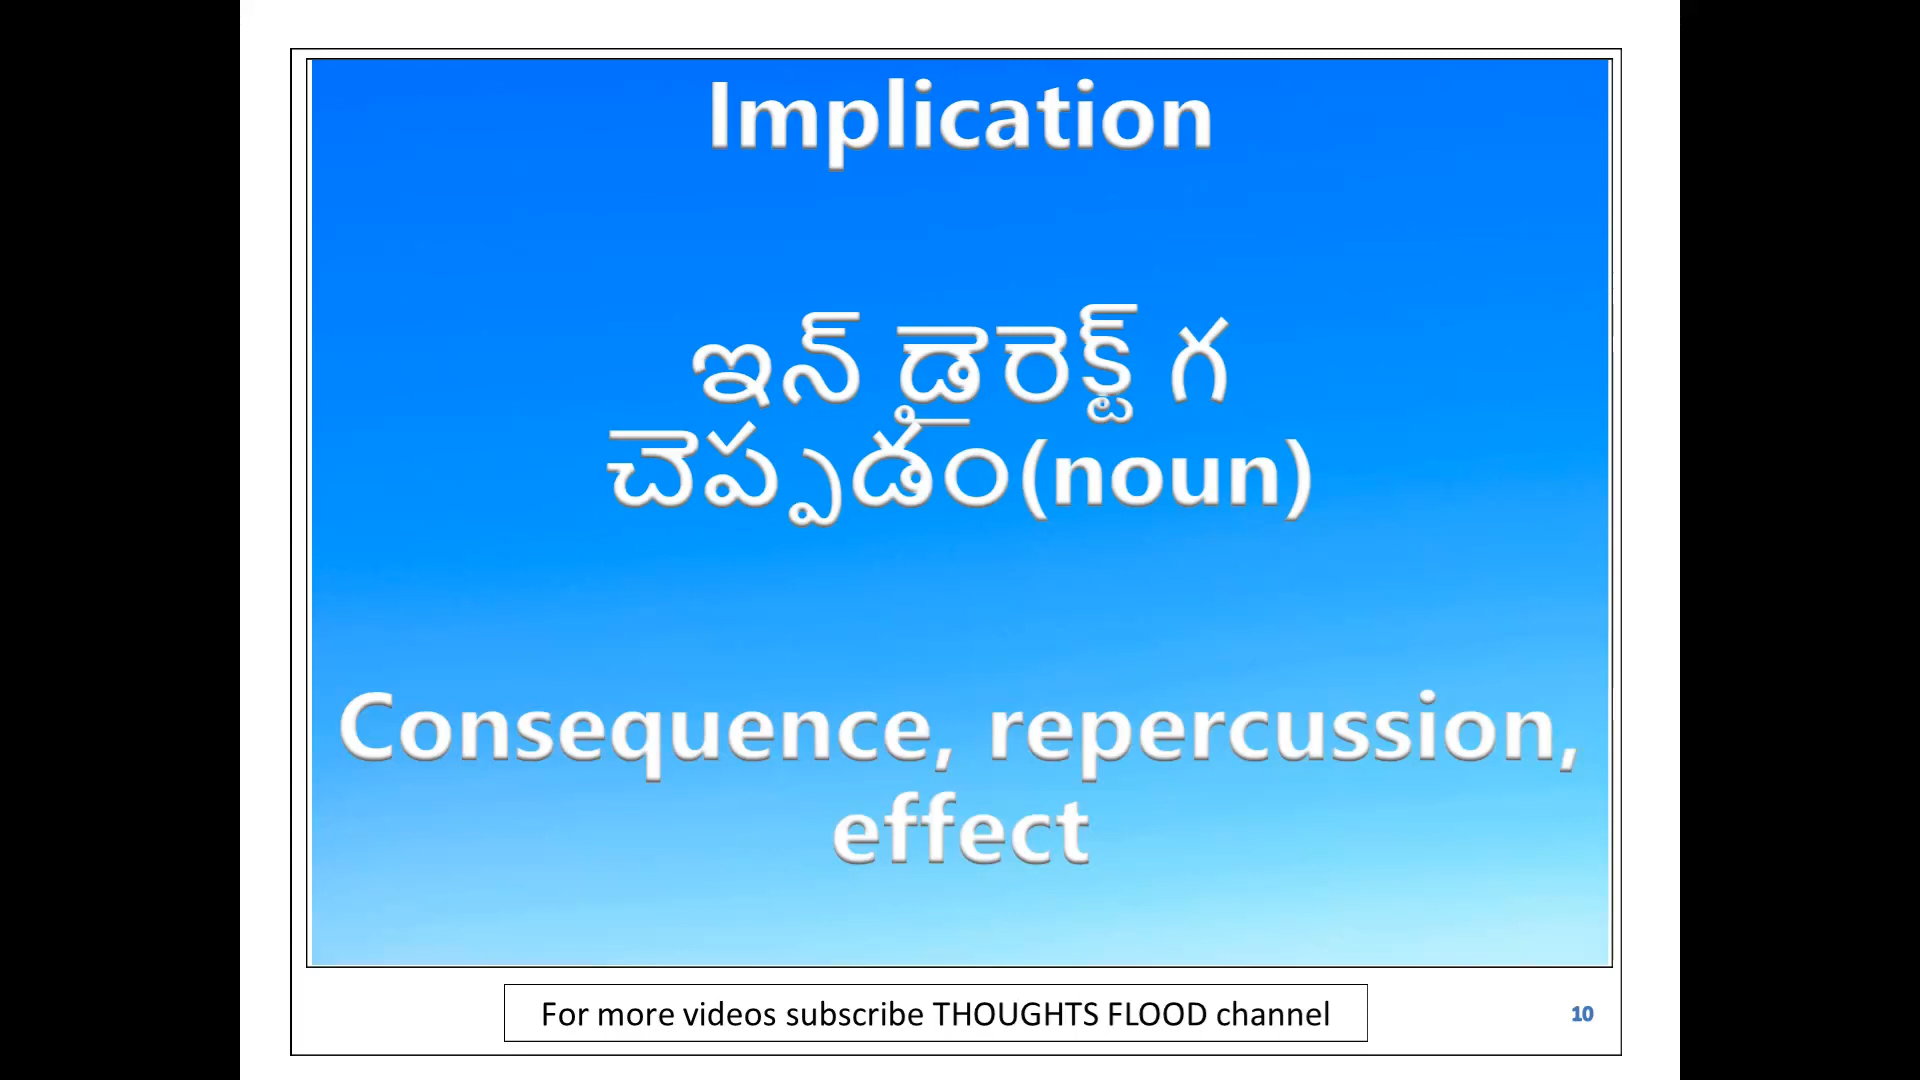 Implication
ఇన్ డైరెక్ట్ గ
చెప్పడం(noun)
Consequence, repercussion,
effect
For more videos subscribe THOUGHTS FLOOD channel
10